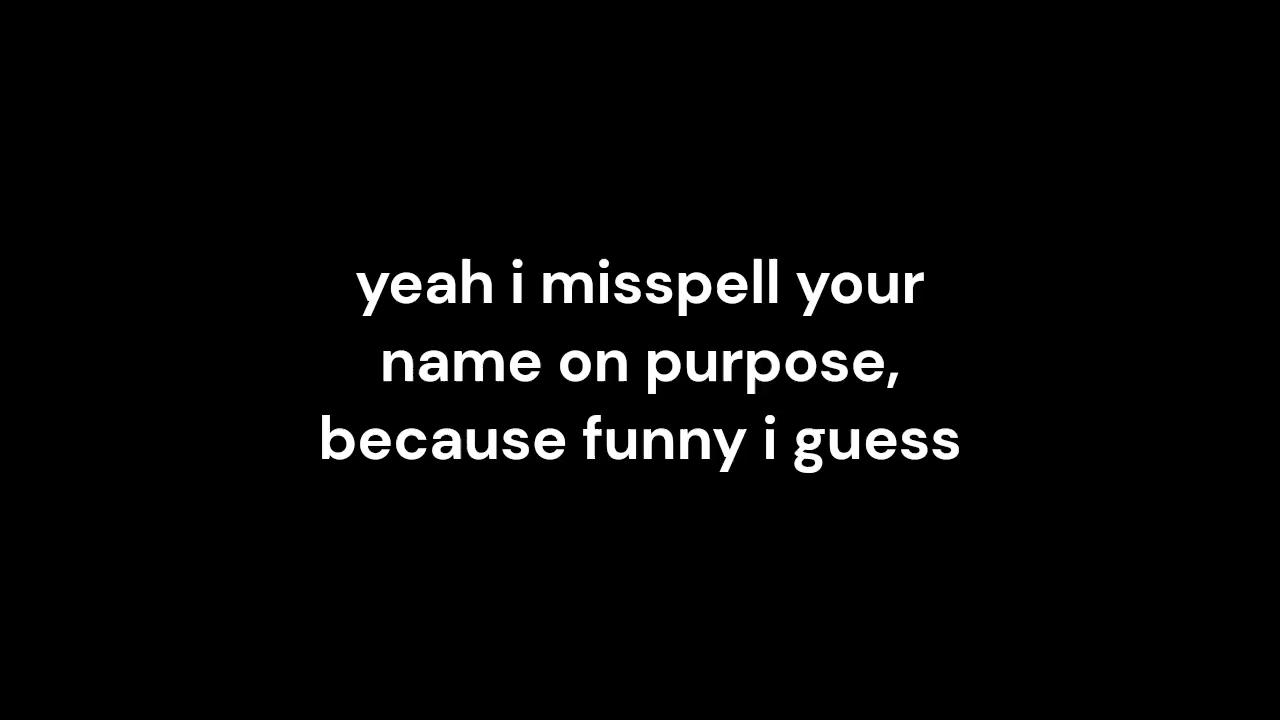 yeah i misspell your
name on purpose,
because funny i guess